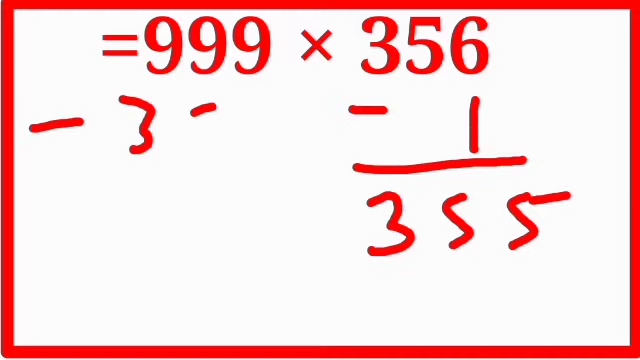 =999 × 356
- 3 -
- 1
355